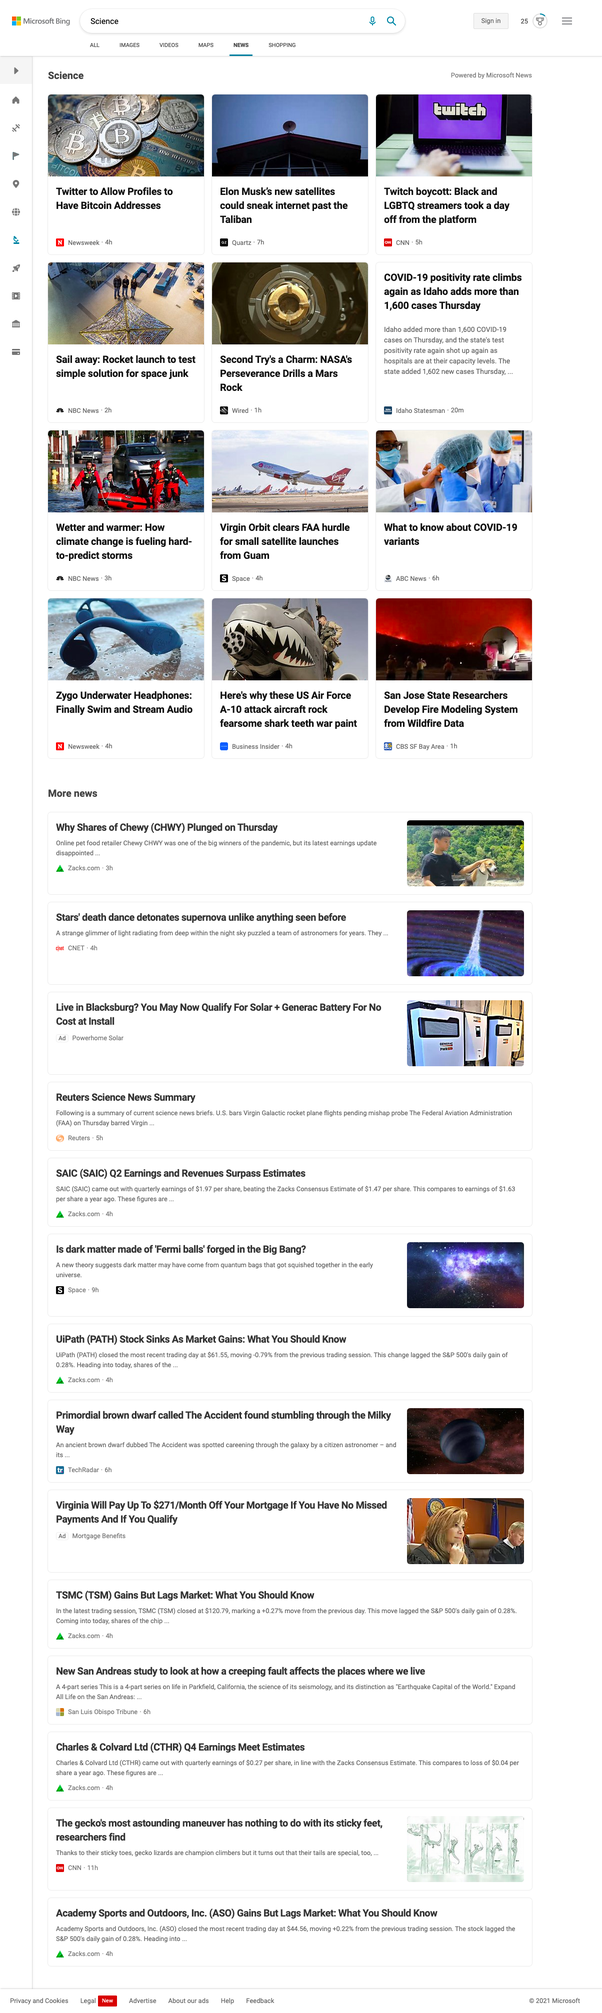 Microsoft Bing
Science
Sign in
25
ALL IMAGES VIDEOS MAPS NEWS SHOPPING
Science
Powered by Microsoft News
twitch
Twitter to Allow Profiles to
Have Bitcoin Addresses
Newsweek · 4h
Elon Musk's new satellites
could sneak internet past the
Taliban
Quartz · 7h
Twitch boycott: Black and
LGBTQ streamers took a day
off from the platform
CNN · 5h
Sail away: Rocket launch to test
simple solution for space junk
NBC News · 2h
Second Try's a Charm: NASA's
Perseverance Drills a Mars
Rock
Wired · 1h
COVID-19 positivity rate climbs
again as Idaho adds more than
1,600 cases Thursday
Idaho added more than 1,600 COVID-19
cases on Thursday, and the state's test
positivity rate again shot up again as
hospitals are at their capacity levels. The
state added 1,602 new cases Thursday, ...
Idaho Statesman · 20m
Wetter and warmer: How
climate change is fueling hard-
to-predict storms
NBC News · 3h
Virgin Orbit clears FAA hurdle
for small satellite launches
from Guam
Space · 4h
What to know about COVID-19
variants
ABC News · 6h
Zygo Underwater Headphones:
Finally Swim and Stream Audio
Newsweek · 4h
Here's why these US Air Force
A-10 attack aircraft rock
fearsome shark teeth war paint
Business Insider · 4h
San Jose State Researchers
Develop Fire Modeling System
from Wildfire Data
CBS SF Bay Area · 1h
More news
Why Shares of Chewy (CHWY) Plunged on Thursday
Online pet food retailer Chewy CHWY was one of the big winners of the pandemic, but its latest earnings update
disappointed ...
Zacks.com · 3h
Stars' death dance detonates supernova unlike anything seen before
A strange glimmer of light radiating from deep within the night sky puzzled a team of astronomers for years. They ...
CNET · 4h
Live in Blacksburg? You May Now Qualify For Solar + Generac Battery For No
Cost at Install
Ad Powerhome Solar
Reuters Science News Summary
Following is a summary of current science news briefs. U.S. bars Virgin Galactic rocket plane flights pending mishap probe The Federal Aviation Administration
(FAA) on Thursday barred Virgin ...
Reuters · 5h
SAIC (SAIC) Q2 Earnings and Revenues Surpass Estimates
SAIC (SAIC) came out with quarterly earnings of $1.97 per share, beating the Zacks Consensus Estimate of $1.47 per share. This compares to earnings of $1.63
per share a year ago. These figures are ...
Zacks.com · 4h
Is dark matter made of 'Fermi balls' forged in the Big Bang?
A new theory suggests dark matter may have come from quantum bags that got squished together in the early
universe.
Space · 9h
UiPath (PATH) Stock Sinks As Market Gains: What You Should Know
UiPath (PATH) closed the most recent trading day at $61.55, moving -0.79% from the previous trading session. This change lagged the S&P 500's daily gain of
0.28%. Heading into today, shares of the ...
Zacks.com · 4h
Primordial brown dwarf called The Accident found stumbling through the Milky
Way
An ancient brown dwarf dubbed The Accident was spotted careening through the galaxy by a citizen astronomer – and
its ...
TechRadar · 6h
Virginia Will Pay Up To $271/Month Off Your Mortgage If You Have No Missed
Payments And If You Qualify
Ad Mortgage Benefits
TSMC (TSM) Gains But Lags Market: What You Should Know
In the latest trading session, TSMC (TSM) closed at $120.79, marking a +0.27% move from the previous day. This move lagged the S&P 500's daily gain of 0.28%.
Coming into today, shares of the chip ...
Zacks.com · 4h
New San Andreas study to look at how a creeping fault affects the places where we live
A 4-part series This is a 4-part series on life in Parkfield, California, the science of its seismology, and its distinction as "Earthquake Capital of the World." Expand
All Life on the San Andreas: ...
San Luis Obispo Tribune · 6h
Charles & Colvard Ltd (CTHR) Q4 Earnings Meet Estimates
Charles & Colvard Ltd (CTHR) came out with quarterly earnings of $0.27 per share, in line with the Zacks Consensus Estimate. This compares to loss of $0.04 per
share a year ago. These figures are ...
Zacks.com · 4h
The gecko's most astounding maneuver has nothing to do with its sticky feet,
researchers find
Thanks to their sticky toes, gecko lizards are champion climbers but it turns out that their tails are special, too, ...
CNN · 11h
Academy Sports and Outdoors, Inc. (ASO) Gains But Lags Market: What You Should Know
Academy Sports and Outdoors, Inc. (ASO) closed the most recent trading day at $44.56, moving +0.22% from the previous trading session. The stock lagged the
S&P 500's daily gain of 0.28%. Heading into ...
Zacks.com · 4h
Privacy and Cookies Legal New Advertise About our ads Help Feedback © 2021 Microsoft